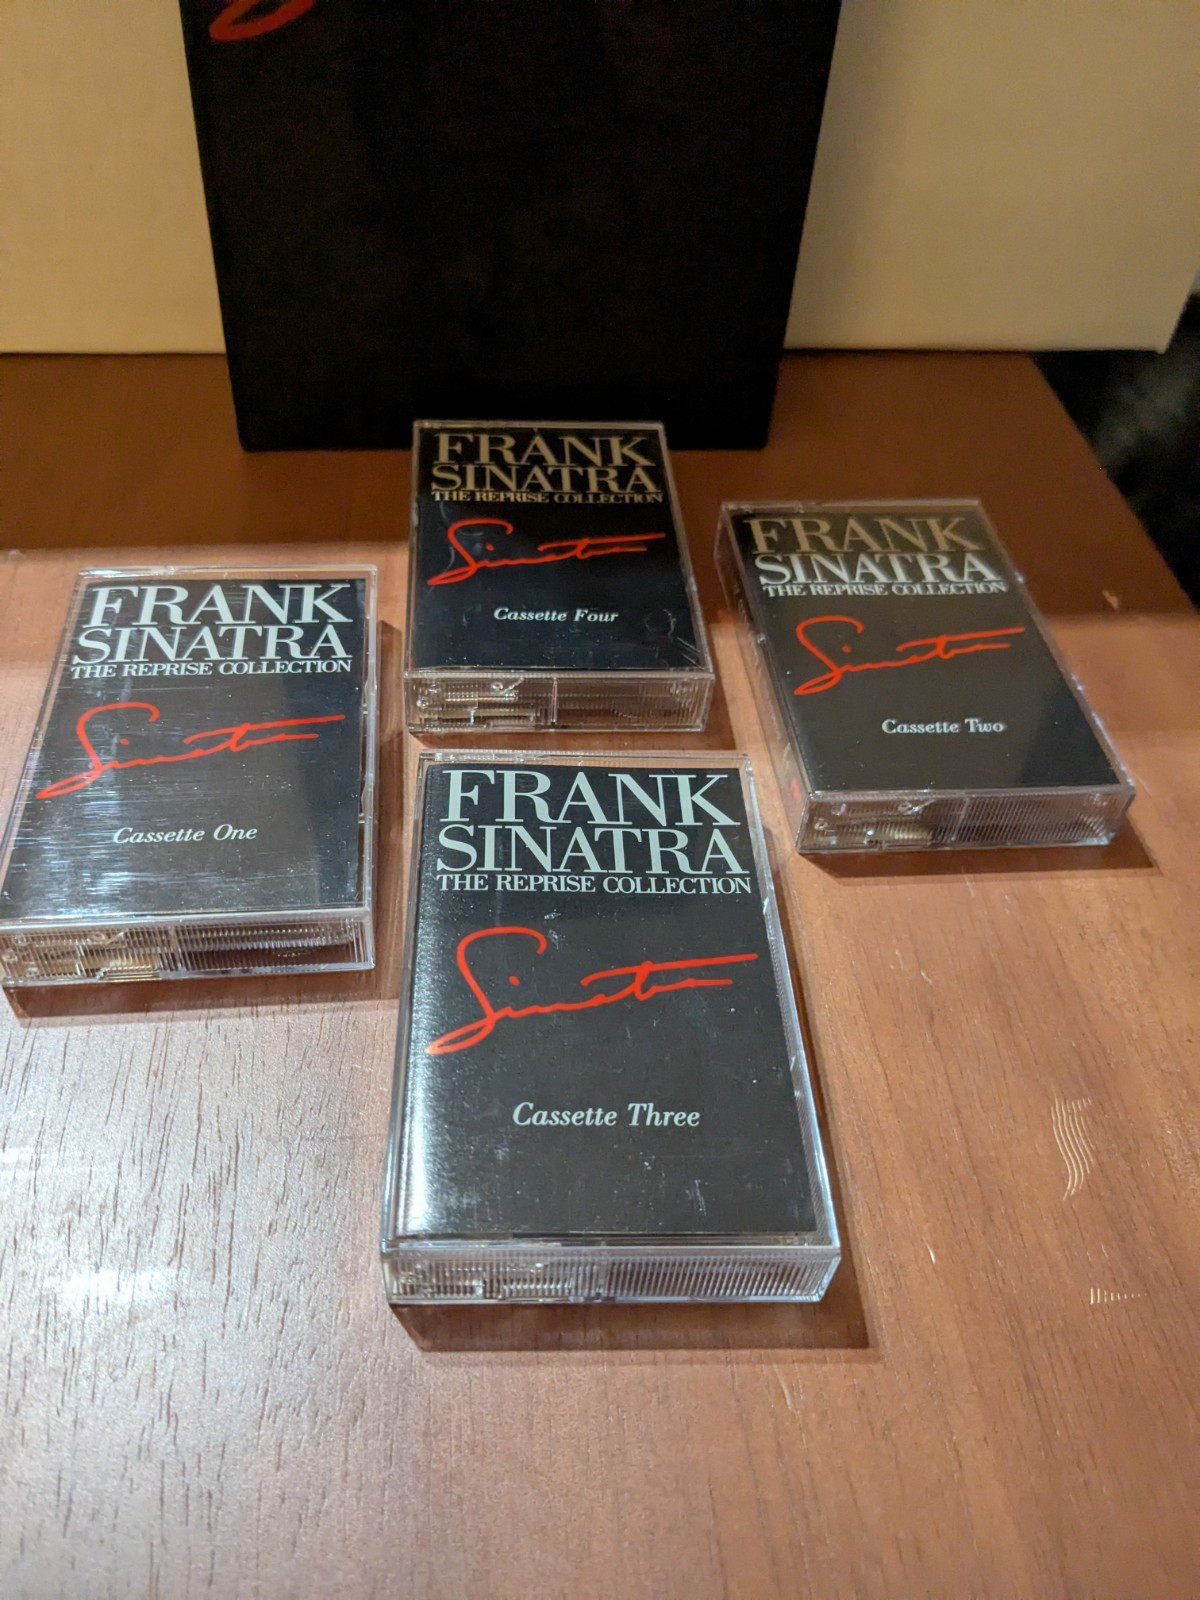 FRANK
SINATRA
THE REPRISE COLLECTION
Sinatra
Cassette Four
FRANK
SINATRA
THE REPRISE COLLECTION
Sinatra
Cassette Two
FRANK
SINATRA
THE REPRISE COLLECTION
Sinatra
Cassette One
FRANK
SINATRA
THE REPRISE COLLECTION
Sinatra
Cassette Three